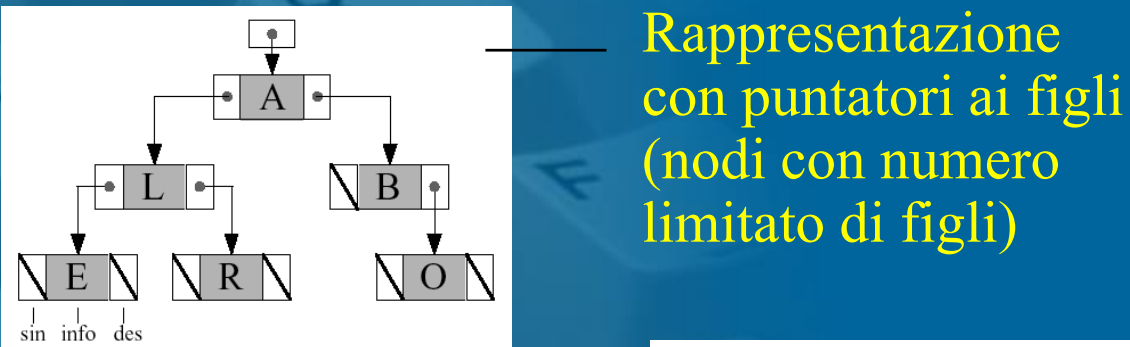 Rappresentazione
con puntatori ai figli
(nodi con numero
limitato di figli)
A
L
B
E
R
O
sin info des